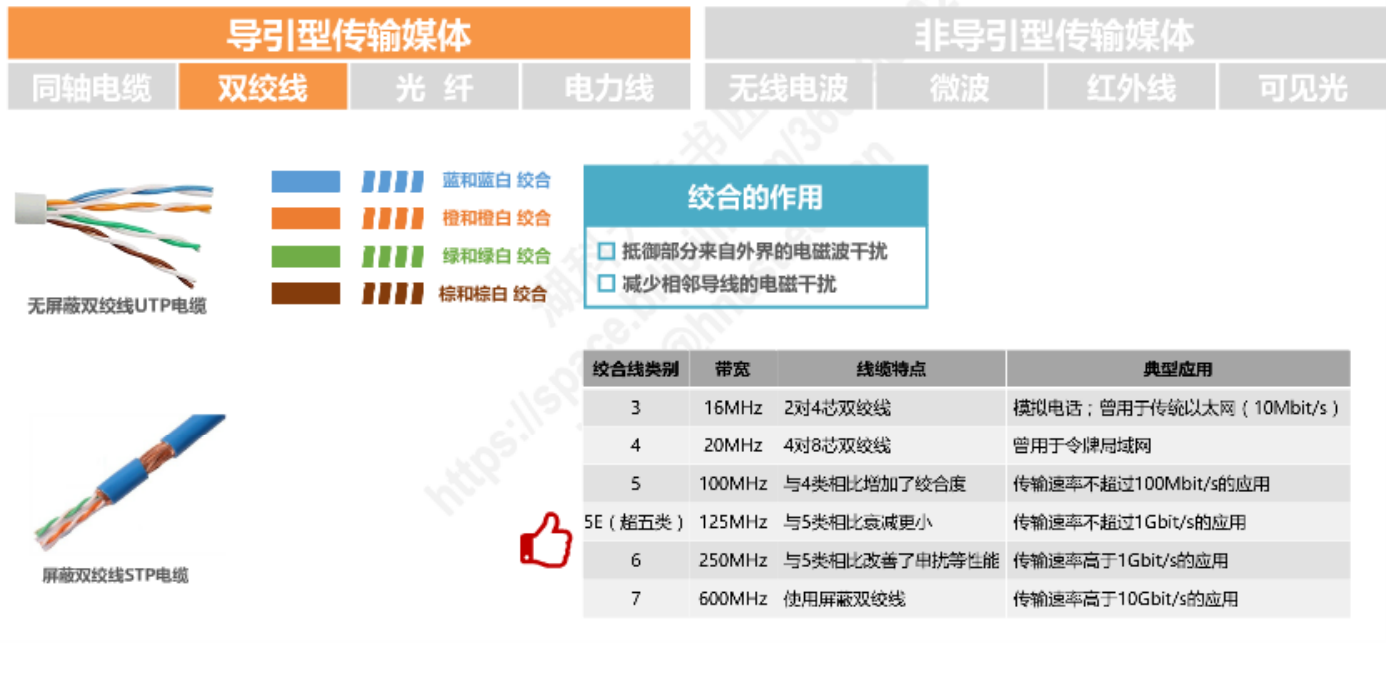 导引型传输媒体 非导引型传输媒体
同轴电缆 双绞线 光 纤 电力线 无线电波 微波 红外线 可见光
蓝和蓝白 绞合
橙和橙白 绞合
绿和绿白 绞合
棕和棕白 绞合
无屏蔽双绞线UTP电缆
绞合的作用
抵御部分来自外界的电磁波干扰
减少相邻导线的电磁干扰
屏蔽双绞线STP电缆
绞合线类别 带宽 线缆特点 典型应用
3 16MHz 2对4芯双绞线 模拟电话；曾用于传统以太网（10Mbit/s）
4 20MHz 4对8芯双绞线 曾用于令牌局域网
5 100MHz 与4类相比增加了绞合度 传输速率不超过100Mbit/s的应用
5E（超五类） 125MHz 与5类相比衰减更小 传输速率不超过1Gbit/s的应用
6 250MHz 与5类相比改善了串扰等性能 传输速率高于1Gbit/s的应用
7 600MHz 使用屏蔽双绞线 传输速率高于10Gbit/s的应用